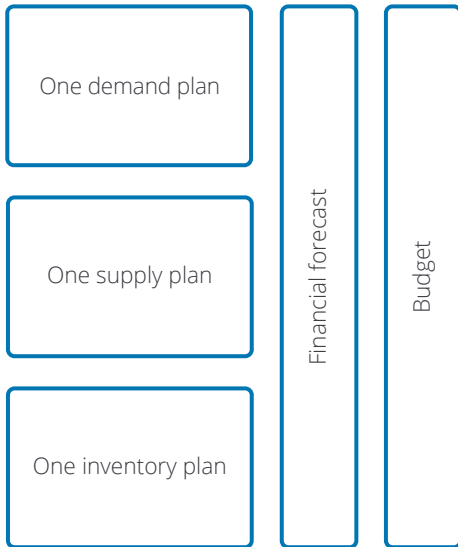 One demand plan
One supply plan
One inventory plan
Financial forecast
Budget